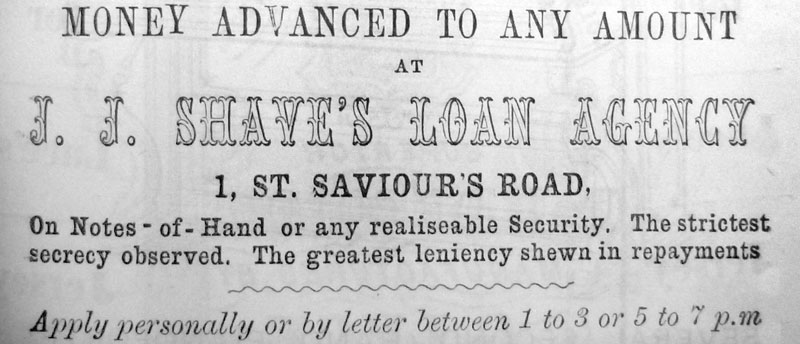 MONEY ADVANCED TO ANY AMOUNT
AT
J. J. SHAVE'S LOAN AGENCY
1, ST. SAVIOUR'S ROAD,
On Notes-of-Hand or any realiseable Security. The strictest
secrecy observed. The greatest leniency shewn in repayments
Apply personally or by letter between 1 to 3 or 5 to 7 p.m